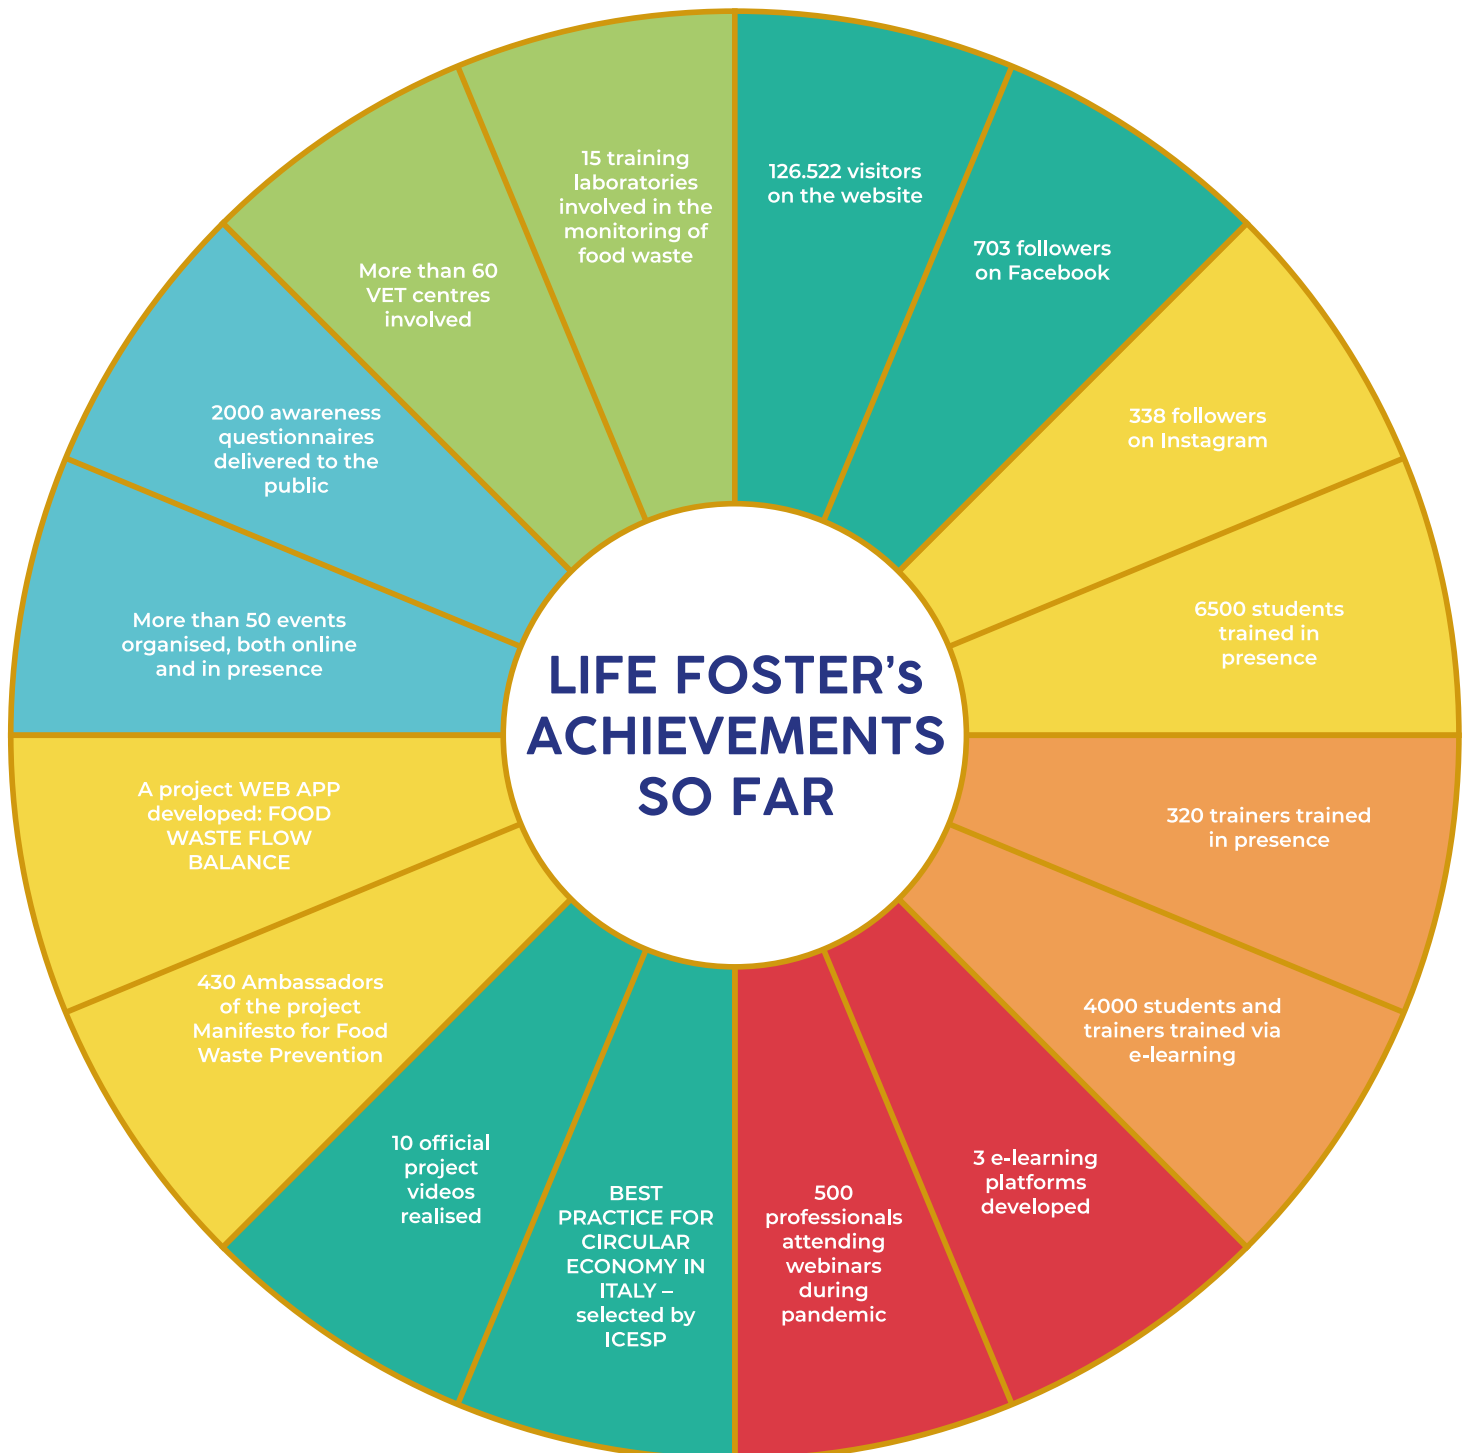 LIFE FOSTER's
ACHIEVEMENTS
SO FAR
126.522 visitors
on the website
703 followers
on Facebook
338 followers
on Instagram
6500 students
trained in
presence
320 trainers trained
in presence
4000 students and
trainers trained via
e-learning
3 e-learning
platforms
developed
500
professionals
attending
webinars
during
pandemic
BEST
PRACTICE FOR
CIRCULAR
ECONOMY IN
ITALY –
selected by
ICESP
10 official
project
videos
realised
430 Ambassadors
of the project
Manifesto for Food
Waste Prevention
A project WEB APP
developed: FOOD
WASTE FLOW
BALANCE
More than 50 events
organised, both online
and in presence
2000 awareness
questionnaires
delivered to the
public
More than 60
VET centres
involved
15 training
laboratories
involved in the
monitoring of
food waste